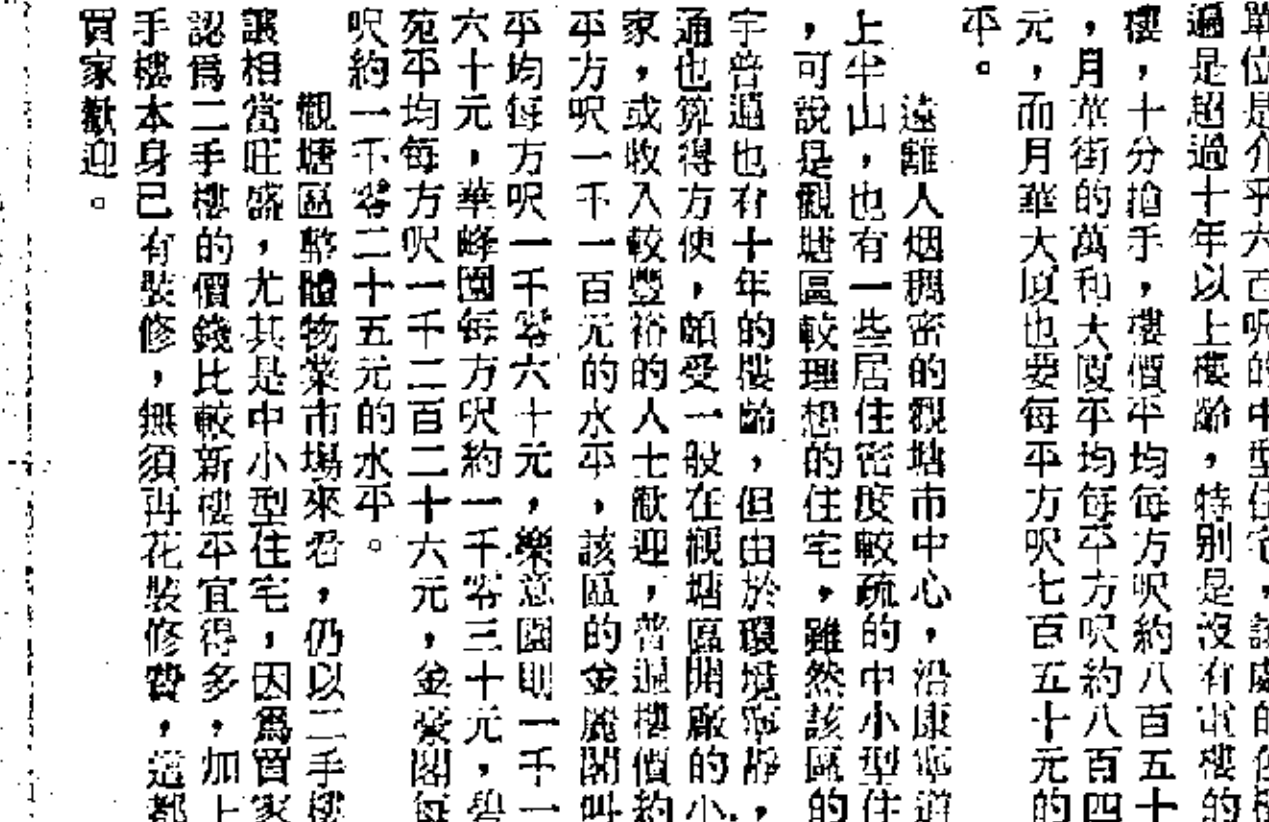 單位是介乎六百呎的中型住宅，該處的住樓
過是超過十年以上樓齡，特别是沒有電樓的
樓，十分搶手，樓價平均每方呎約八百五十
，月華街的萬和大厦平均每平方呎約八百四
元，而月華大厦也要每平方呎七百五十元的
平。
遠離人烟稠密的觀塘市中心，沿康寧道
上半山，也有一些居住密度較疏的中小型住
，可說是觀塘區較理想的住宅，雖然該區的
宇普遍也有十年的樓齡，但由於環境寧靜，
通也算得方便，頗受一般在觀塘區開廠的小
家，或收入較豐裕的人士歡迎，普遍樓價約
平方呎一千一百元的水平，該區的金麗閣叫
平均每方呎一千零六十元，樂意園則一千一
六十元，華峰園每方呎約一千零三十元，碧
苑平均每方呎一千二百二十六元，金豪閣每
呎約一千零二十五元的水平。
觀塘區整體物業市場來看，仍以二手樓
讓相當旺盛，尤其是中小型住宅，因爲買家
認爲二手樓的價錢比較新樓平宜得多，加上
手樓本身已有裝修，無須再花裝修費，這都
買家歡迎。